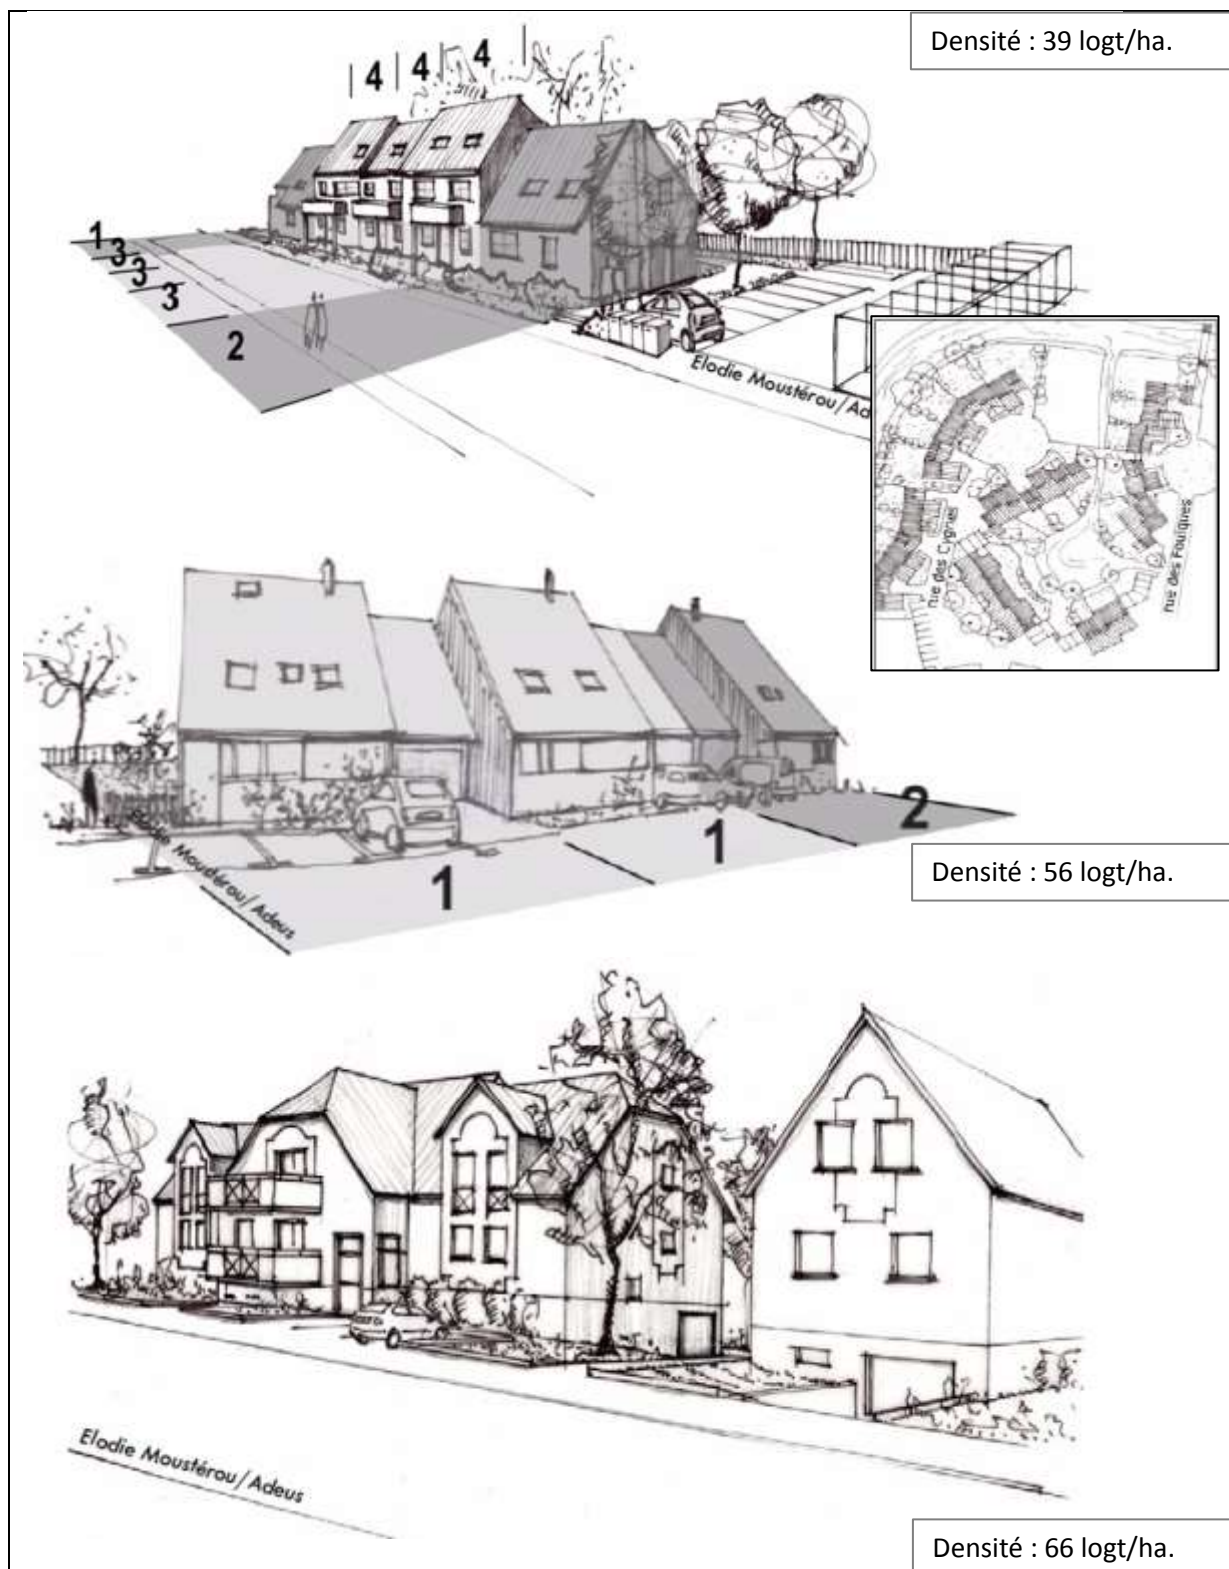 Densité : 39 logt/ha.
4 4 4
1
3
3
3
2
Elodie Moustérou/Ad
rue des Cygnes
rue des Foulques
1 1 2
Elodie Moustérou/Adeus
Densité : 56 logt/ha.
Elodie Moustérou/Adeus
Densité : 66 logt/ha.